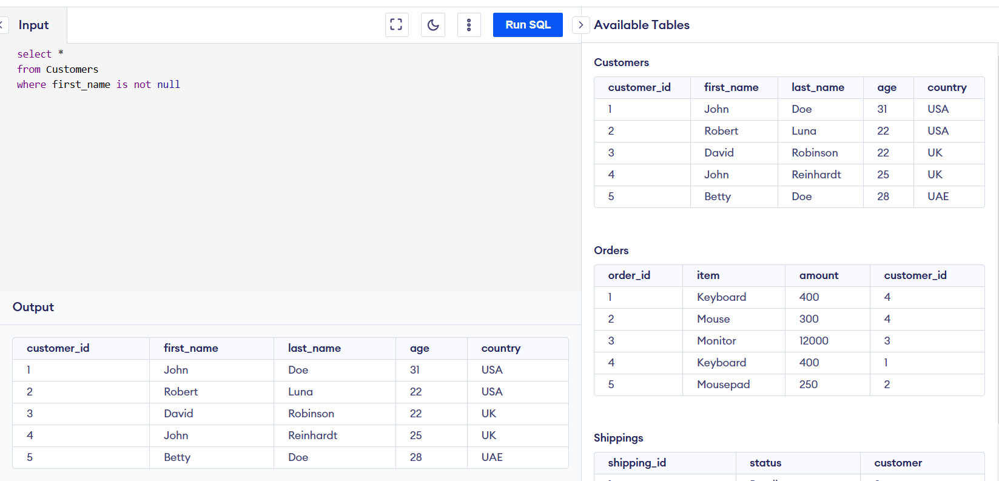 Input
Run SQL
select *
from Customers
where first_name is not null
Output
customer_id first_name last_name age country
1 John Doe 31 USA
2 Robert Luna 22 USA
3 David Robinson 22 UK
4 John Reinhardt 25 UK
5 Betty Doe 28 UAE
Available Tables
Customers
customer_id first_name last_name age country
1 John Doe 31 USA
2 Robert Luna 22 USA
3 David Robinson 22 UK
4 John Reinhardt 25 UK
5 Betty Doe 28 UAE
Orders
order_id item amount customer_id
1 Keyboard 400 4
2 Mouse 300 4
3 Monitor 12000 3
4 Keyboard 400 1
5 Mousepad 250 2
Shippings
shipping_id status customer